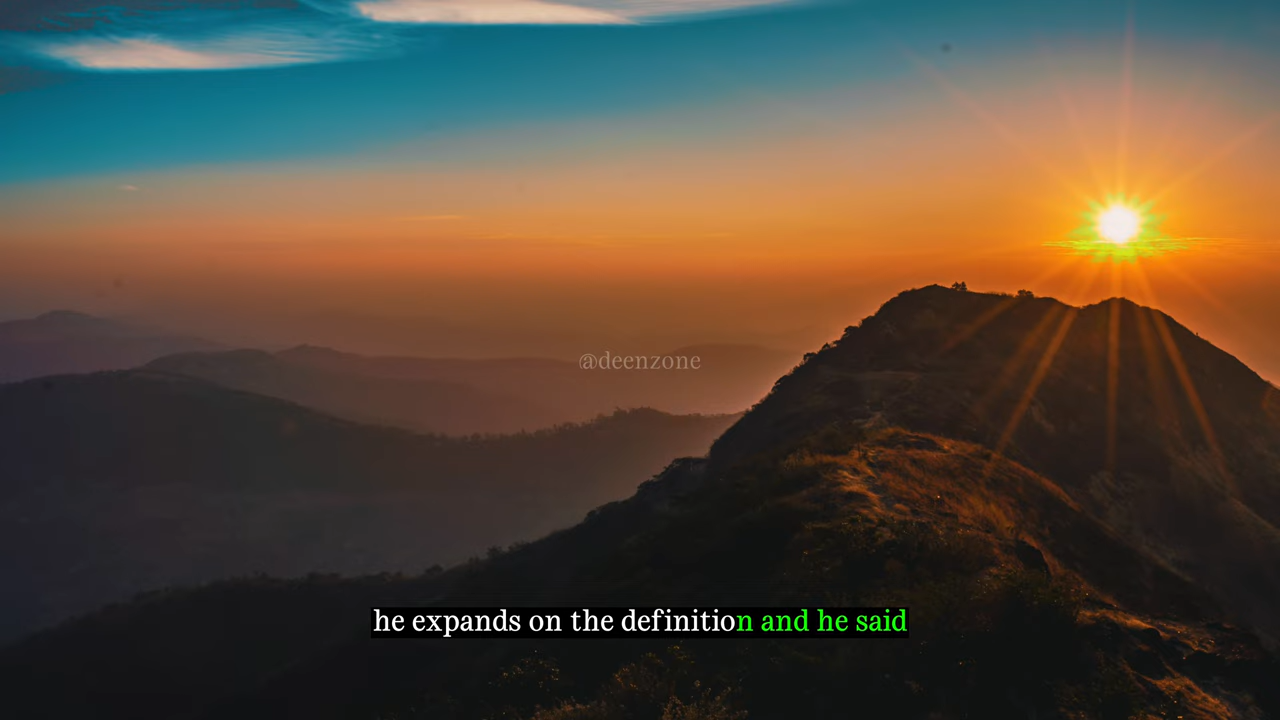 @deenzone
he expands on the definition and he said